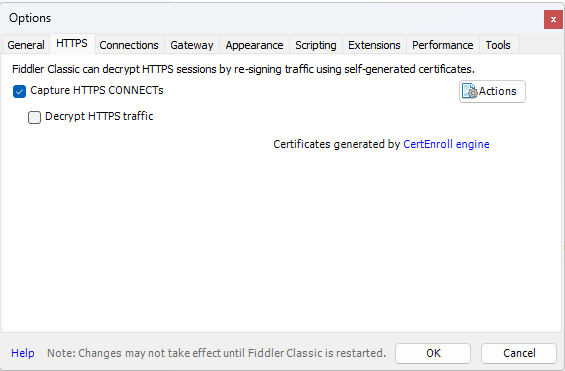 Options
x
General HTTPS Connections Gateway Appearance Scripting Extensions Performance Tools
Fiddler Classic can decrypt HTTPS sessions by re-signing traffic using self-generated certificates.
Capture HTTPS CONNECTs Actions
Decrypt HTTPS traffic
Certificates generated by CertEnroll engine
Help Note: Changes may not take effect until Fiddler Classic is restarted. OK Cancel